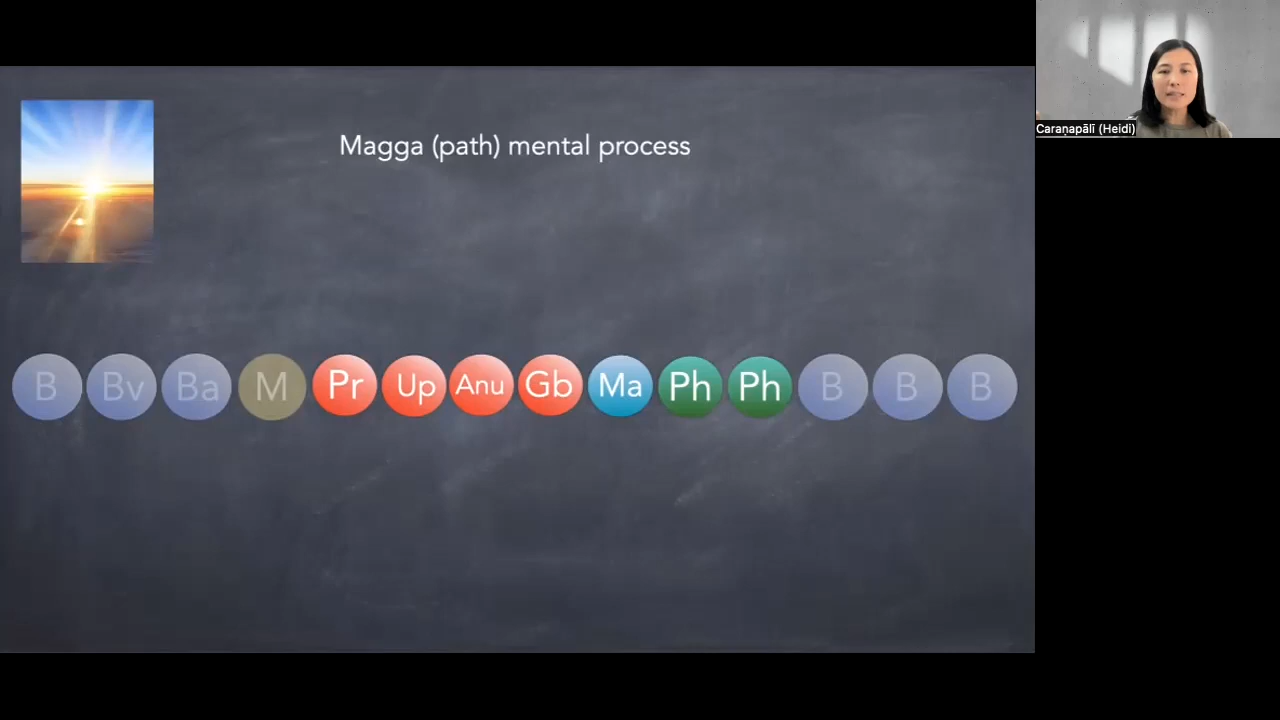 Magga (path) mental process
B Bv Ba M Pr Up Anu Gb Ma Ph Ph B B B
Caraṇapālī (Heidi)